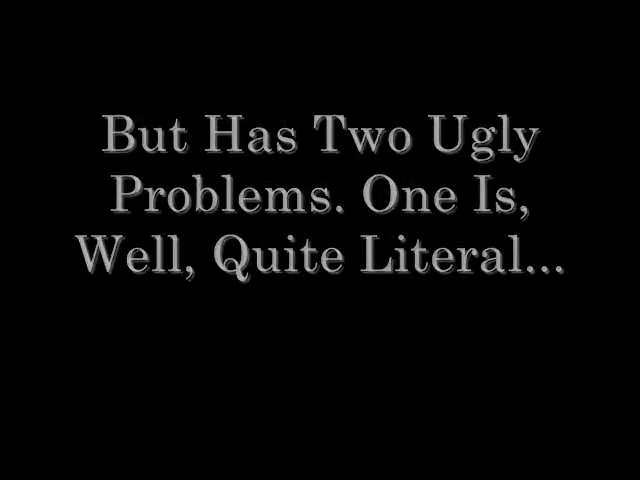 But Has Two Ugly
Problems. One Is,
Well, Quite Literal...